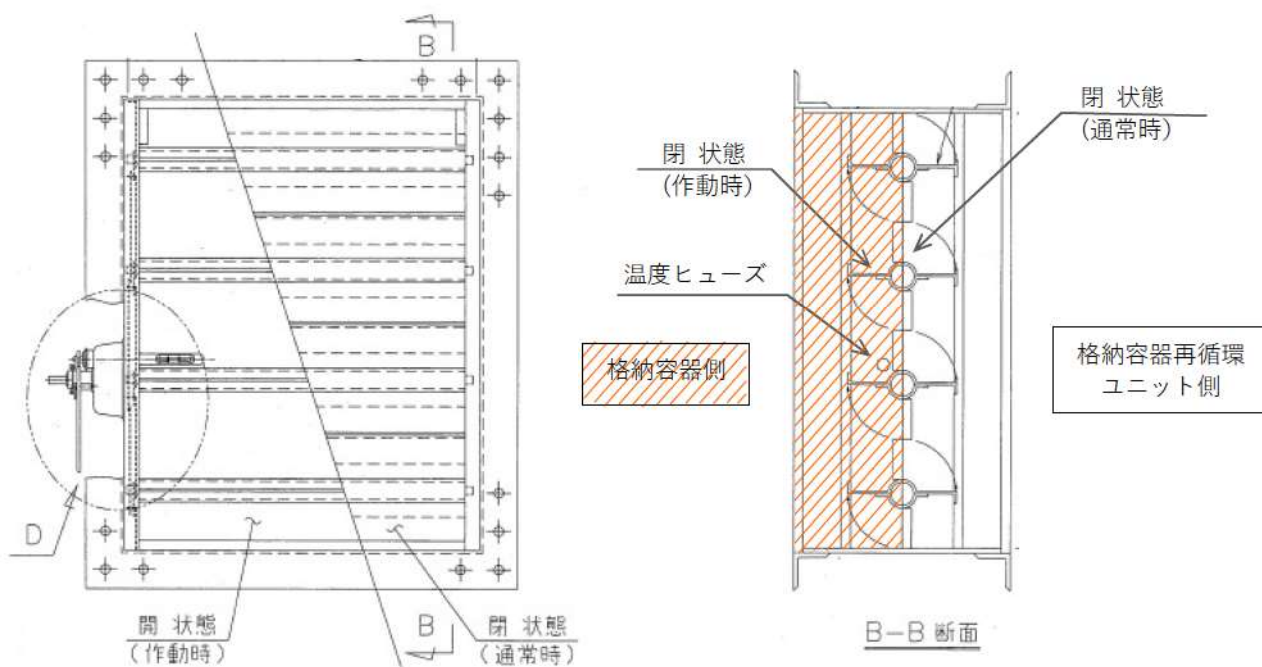 B
D
開 状態
(作動時)
B
閉 状態
(通常時)
閉 状態
(作動時)
温度ヒューズ
格納容器側
閉 状態
(通常時)
格納容器再循環
ユニット側
B-B 断面